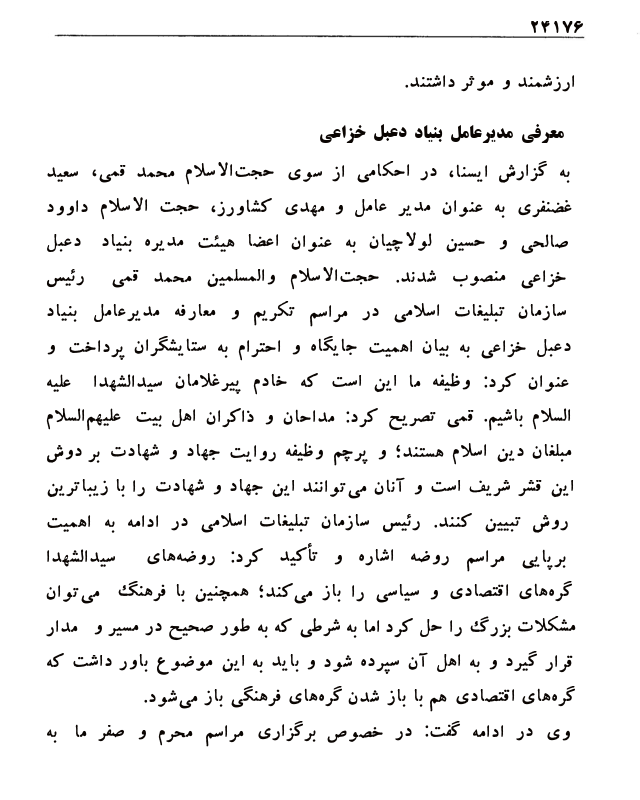 ۲۴۱۷۶
ارزشمند و موثر داشتند.
معرفی مدیرعامل بنیاد دعبل خزاعی
به گزارش ایسنا، در احکامی از سوی حجت‌الاسلام محمد قمی، سعید
غضنفری به عنوان مدیر عامل و مهدی کشاورز، حجت الاسلام داوود
صالحی و حسین لولاچیان به عنوان اعضا هیئت مدیره بنیاد دعبل
خزاعی منصوب شدند. حجت‌الاسلام والمسلمین محمد قمی رئیس
سازمان تبلیغات اسلامی در مراسم تکریم و معارفه مدیرعامل بنیاد
دعبل خزاعی به بیان اهمیت جایگاه و احترام به ستایشگران پرداخت و
عنوان کرد: وظیفه ما این است که خادم پیرغلامان سیدالشهدا علیه
السلام باشیم. قمی تصریح کرد: مداحان و ذاکران اهل بیت علیهم‌السلام
مبلغان دین اسلام هستند؛ و پرچم وظیفه روایت جهاد و شهادت بر دوش
این قشر شریف است و آنان می‌توانند این جهاد و شهادت را با زیباترین
روش تبیین کنند. رئیس سازمان تبلیغات اسلامی در ادامه به اهمیت
برپایی مراسم روضه اشاره و تأکید کرد: روضه‌های سیدالشهدا
گره‌های اقتصادی و سیاسی را باز می‌کند؛ همچنین با فرهنگ می‌توان
مشکلات بزرگ را حل کرد اما به شرطی که به طور صحیح در مسیر و مدار
قرار گیرد و به اهل آن سپرده شود و باید به این موضوع باور داشت که
گره‌های اقتصادی هم با باز شدن گره‌های فرهنگی باز می‌شود.
وی در ادامه گفت: در خصوص برگزاری مراسم محرم و صفر ما به